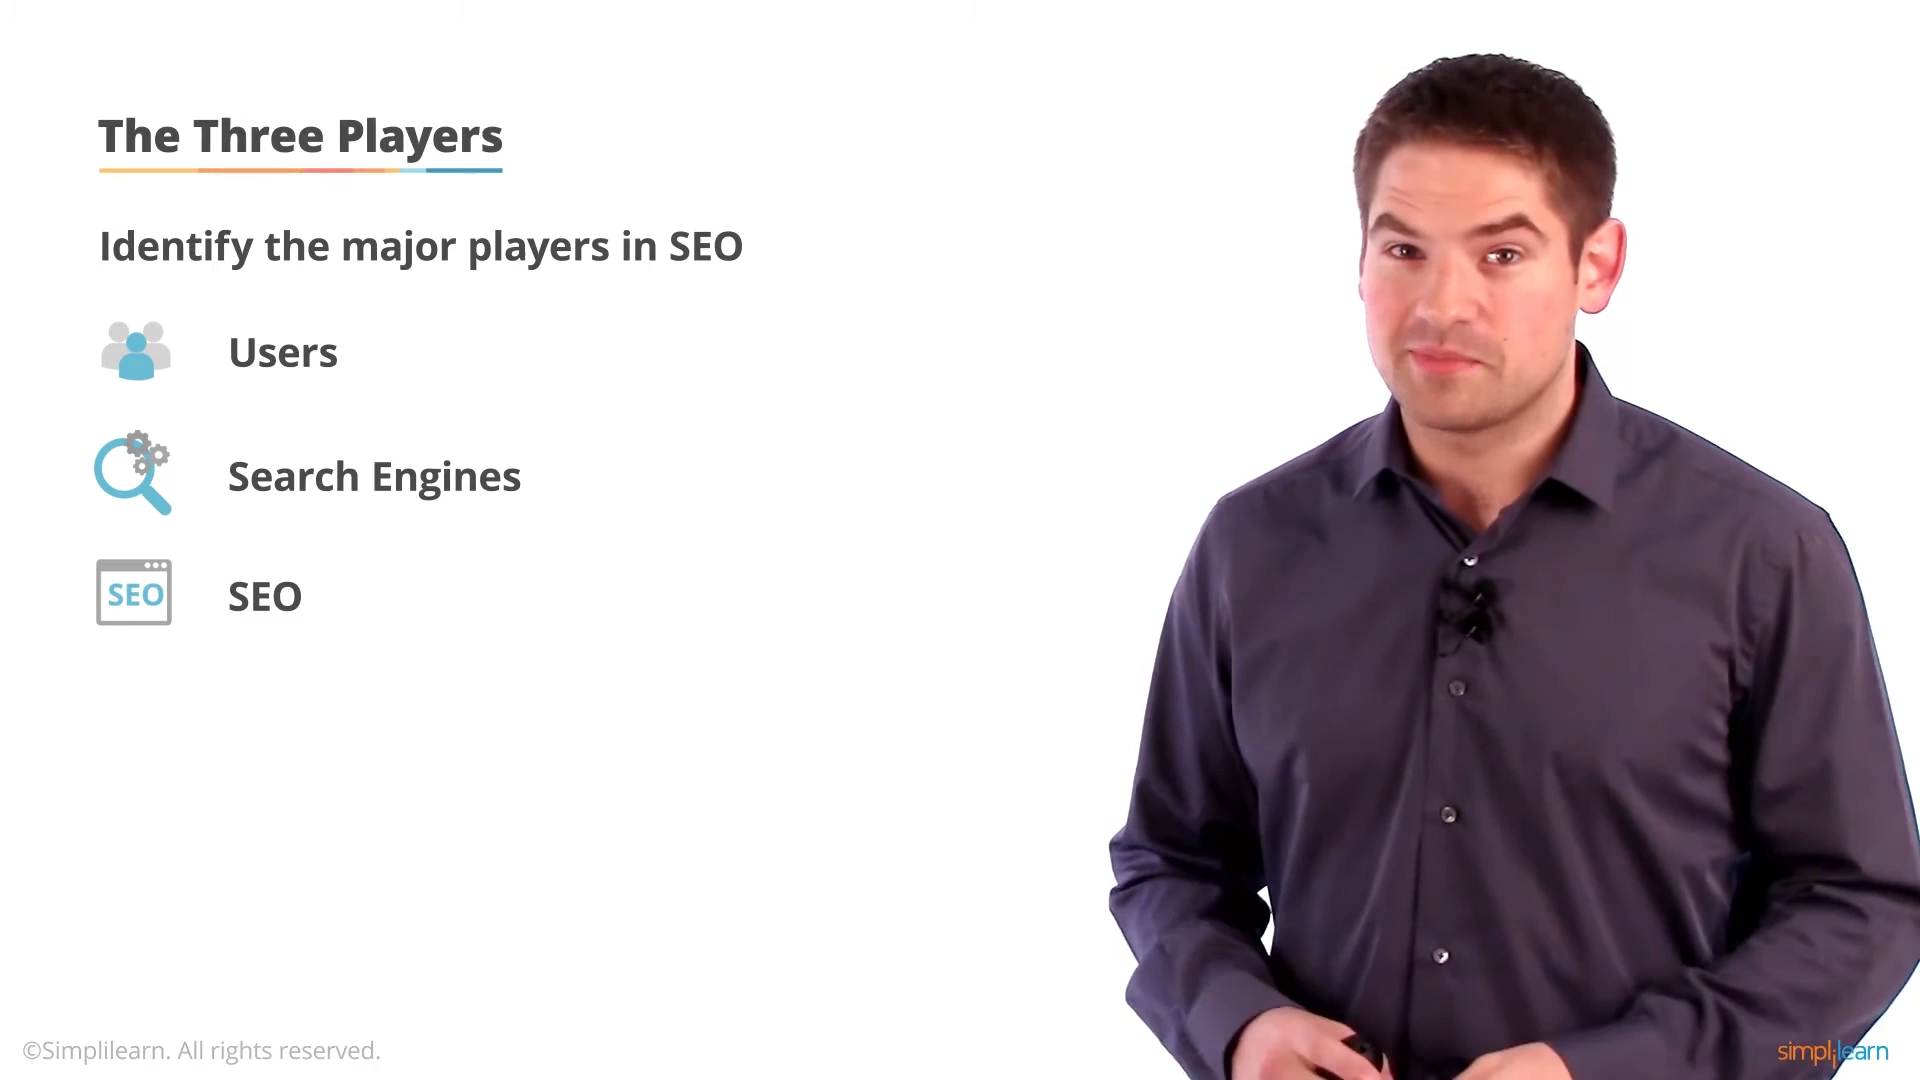 The Three Players
Identify the major players in SEO
Users
Search Engines
SEO
SEO
©Simplilearn. All rights reserved.
simplilearn